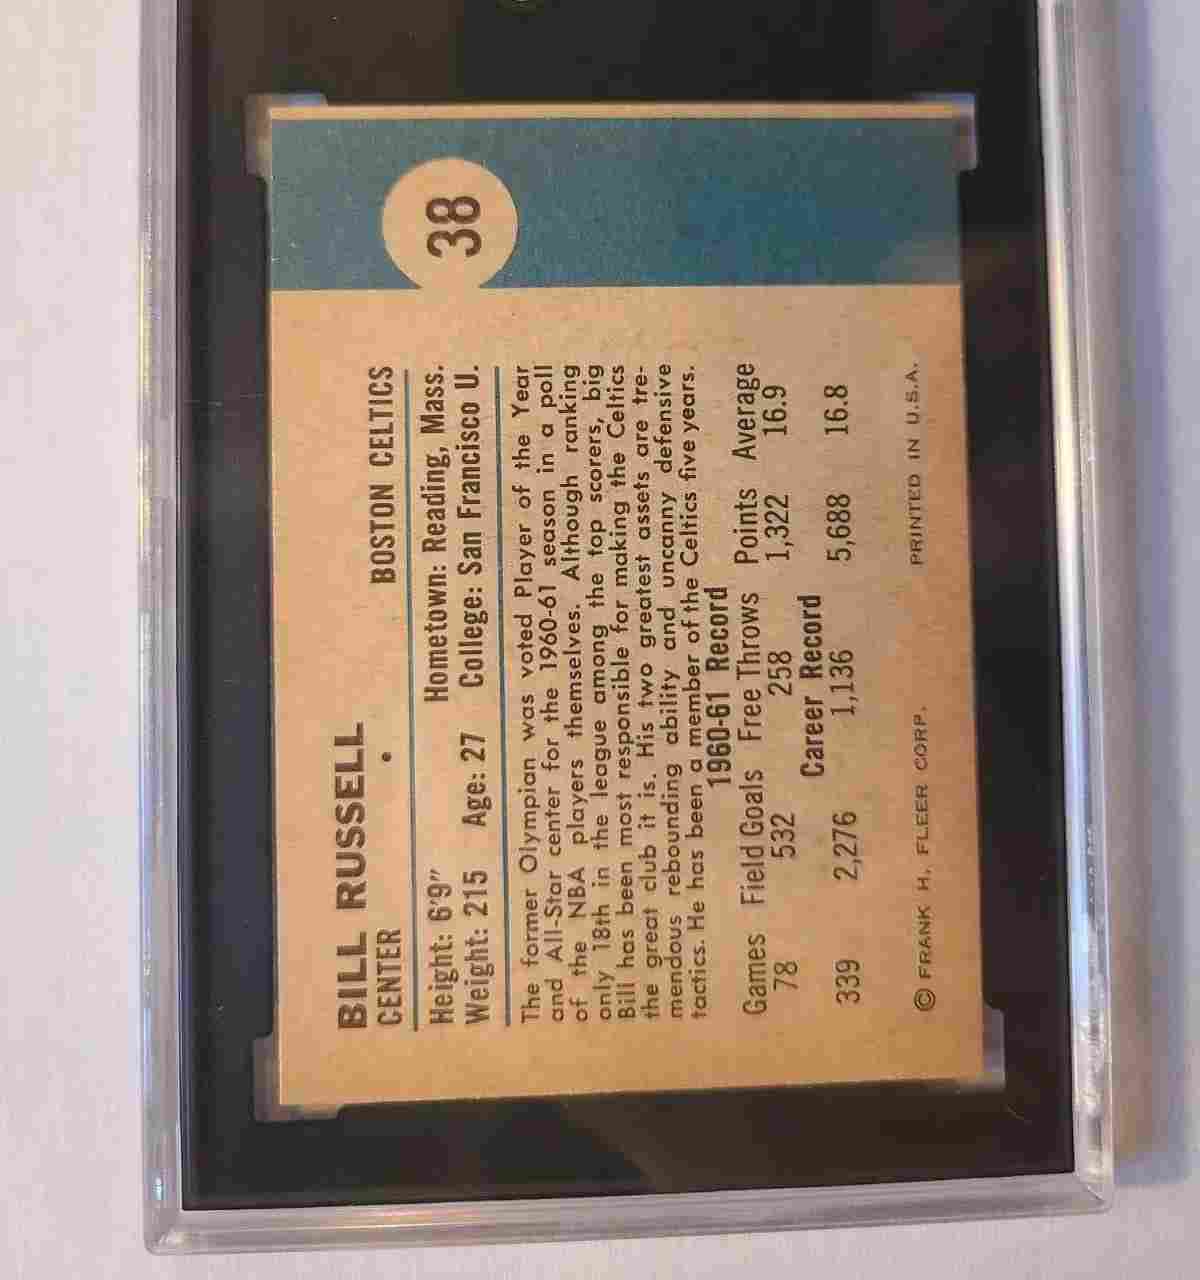 38
BILL RUSSELL
CENTER • BOSTON CELTICS
Height: 6'9" Hometown: Reading, Mass.
Weight: 215 Age: 27 College: San Francisco U.
The former Olympian was voted Player of the Year
and All-Star center for the 1960-61 season in a poll
of the NBA players themselves. Although ranking
only 18th in the league among the top scorers, big
Bill has been most responsible for making the Celtics
the great club it is. His two greatest assets are tre-
mendous rebounding ability and uncanny defensive
tactics. He has been a member of the Celtics five years.
1960-61 Record
Games Field Goals Free Throws Points Average
78 532 258 1,322 16.9
Career Record
339 2,276 1,136 5,688 16.8
© FRANK H. FLEER CORP. PRINTED IN U.S.A.